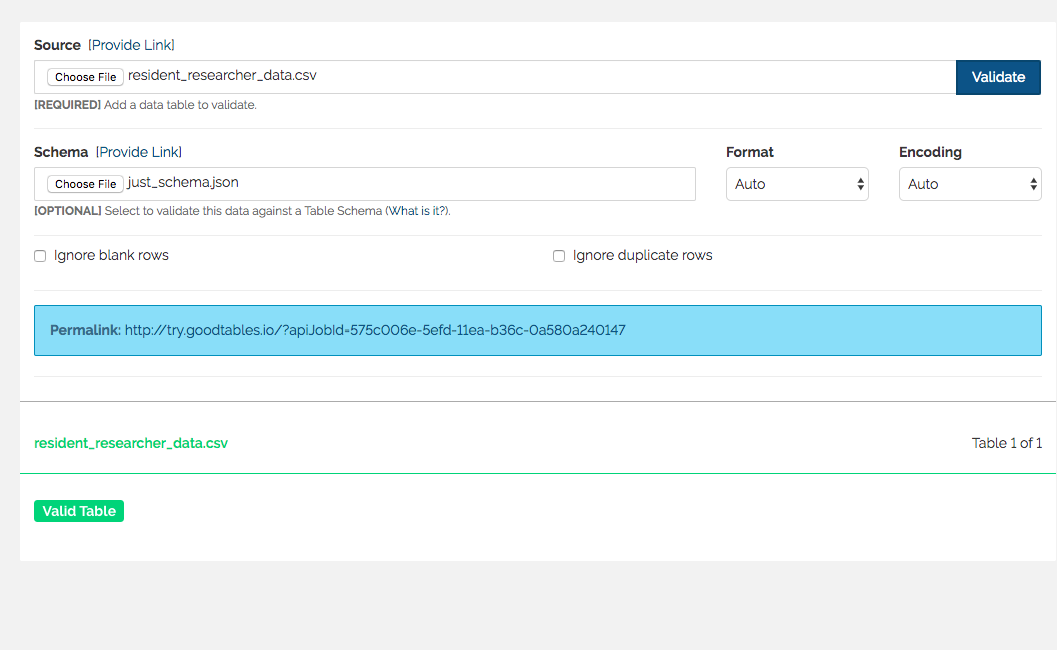 Source [Provide Link]
Choose File resident_researcher_data.csv
Validate
[REQUIRED] Add a data table to validate.
Schema [Provide Link]
Format
Encoding
Choose File just_schema.json
Auto
Auto
[OPTIONAL] Select to validate this data against a Table Schema (What is it?).
Ignore blank rows
Ignore duplicate rows
Permalink: http://try.goodtables.io/?apiJobId=575c006e-5efd-11ea-b36c-0a580a240147
resident_researcher_data.csv
Table 1 of 1
Valid Table